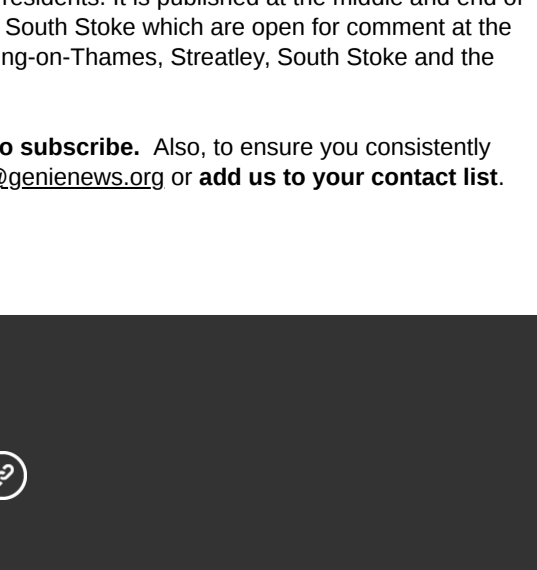 residents. It is published at the middle and end of
South Stoke which are open for comment at the
ng-on-Thames, Streatley, South Stoke and the
o subscribe. Also, to ensure you consistently
@genienews.org or add us to your contact list.